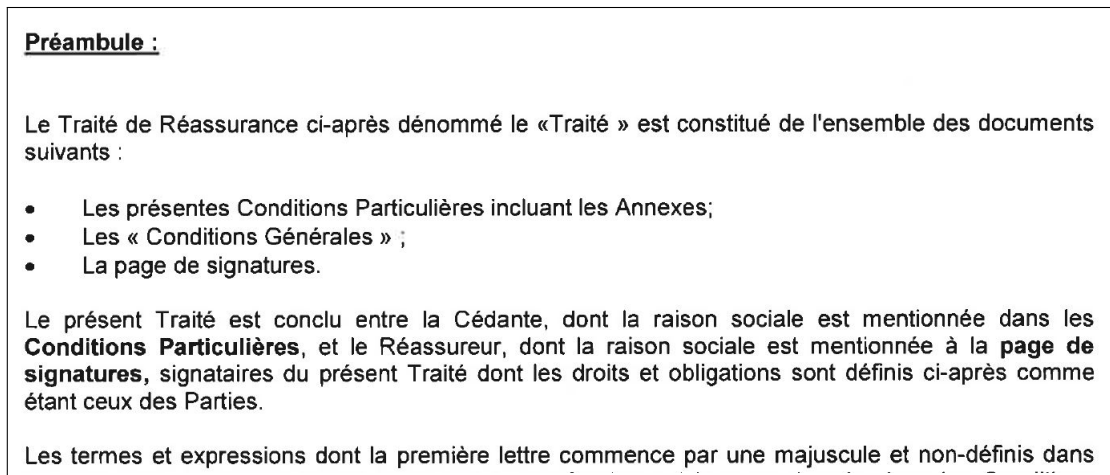 Préambule :
Le Traité de Réassurance ci-après dénommé le «Traité » est constitué de l'ensemble des documents
suivants :
• Les présentes Conditions Particulières incluant les Annexes;
• Les « Conditions Générales » ;
• La page de signatures.
Le présent Traité est conclu entre la Cédante, dont la raison sociale est mentionnée dans les
Conditions Particulières, et le Réassureur, dont la raison sociale est mentionnée à la page de
signatures, signataires du présent Traité dont les droits et obligations sont définis ci-après comme
étant ceux des Parties.
Les termes et expressions dont la première lettre commence par une majuscule et non-définis dans